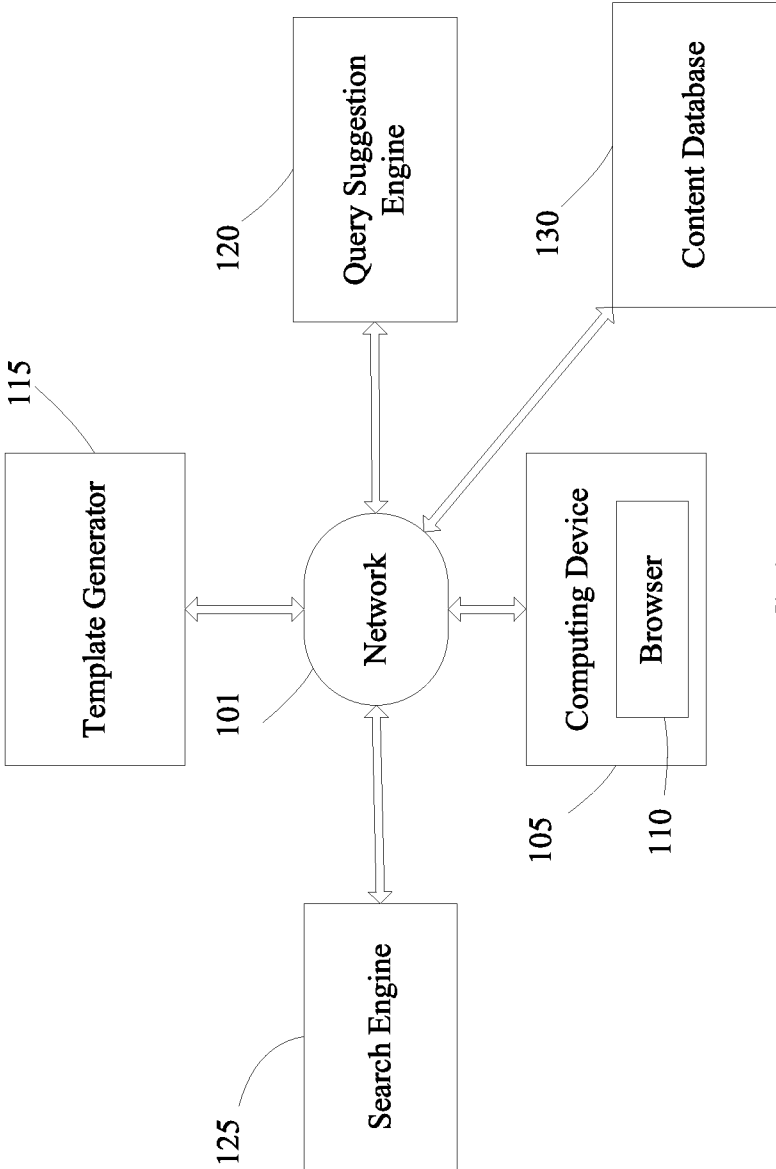 115
Template Generator
120
Query Suggestion
Engine
101
Network
125
Search Engine
130
Content Database
105
Computing Device
110
Browser